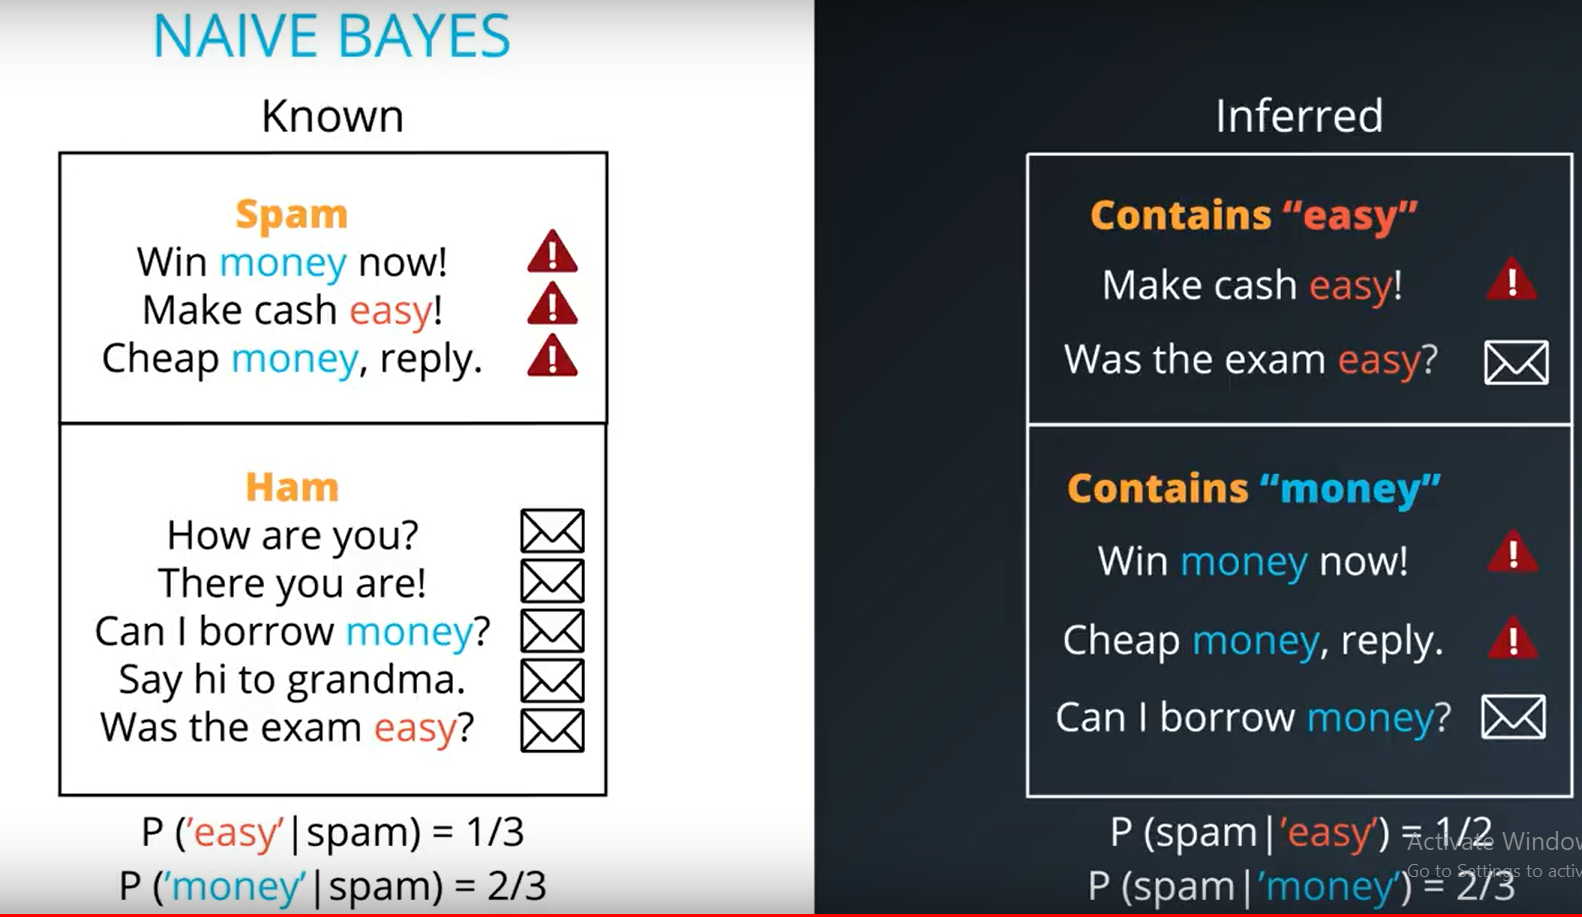 NAIVE BAYES
Known
Spam
Win money now!
Make cash easy!
Cheap money, reply.
Ham
How are you?
There you are!
Can I borrow money?
Say hi to grandma.
Was the exam easy?
P ('easy'|spam) = 1/3
P ('money'|spam) = 2/3
Inferred
Contains “easy”
Make cash easy!
Was the exam easy?
Contains “money”
Win money now!
Cheap money, reply.
Can I borrow money?
P (spam|'easy') = 1/2
P (spam|'money') = 2/3
Activate Window
Go to Settings to activ